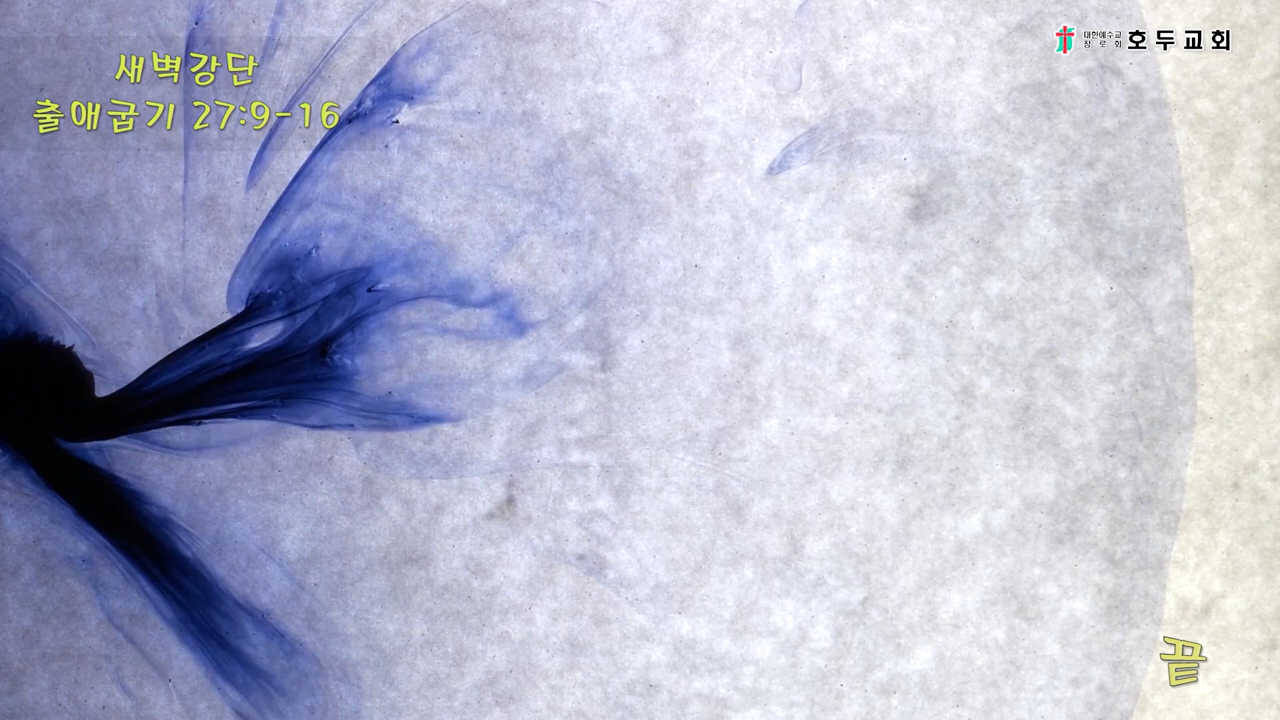 새벽강단
출애굽기 27:9-16
대한예수교
장로회
호두교회
끝